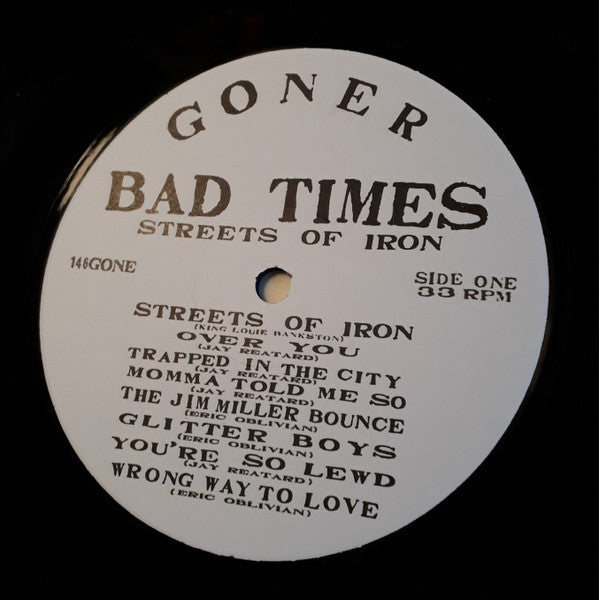 GONER
BAD TIMES
STREETS OF IRON
146GONE
SIDE ONE
33 RPM
STREETS OF IRON
(KING LOUIE BANKSTON)
OVER YOU
(JAY REATARD)
TRAPPED IN THE CITY
(JAY REATARD)
MOMMA TOLD ME SO
(JAY REATARD)
THE JIM MILLER BOUNCE
(ERIC OBLIVIAN)
GLITTER BOYS
(ERIC OBLIVIAN)
YOU'RE SO LEWD
(JAY REATARD)
WRONG WAY TO LOVE
(ERIC OBLIVIAN)